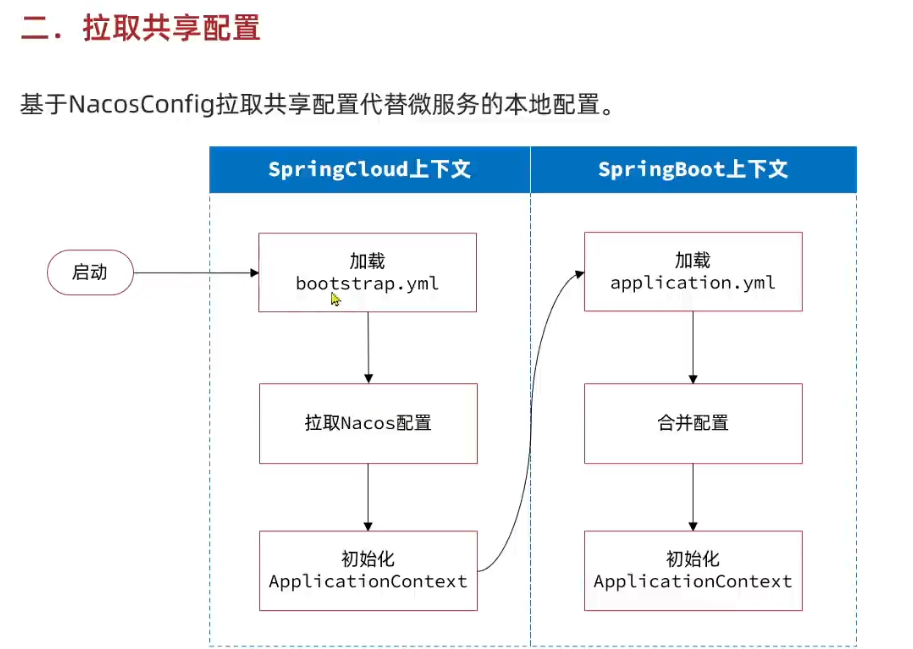 二. 拉取共享配置
基于NacosConfig拉取共享配置代替微服务的本地配置。
SpringCloud上下文
SpringBoot上下文
启动
加载
bootstrap.yml
拉取Nacos配置
初始化
ApplicationContext
加载
application.yml
合并配置
初始化
ApplicationContext